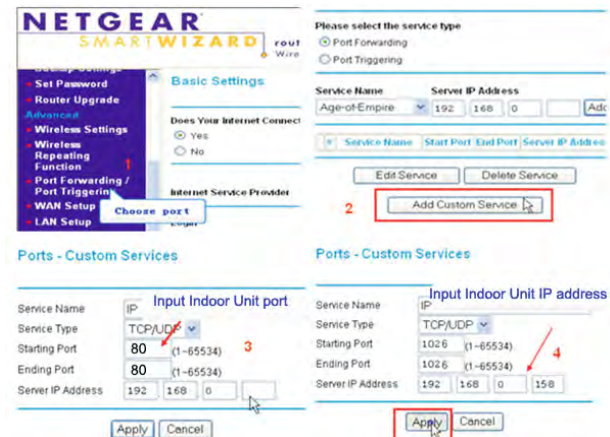 NETGEAR
SMARTWIZARD rout
Wire
Backup Settings
Set Password
Router Upgrade
Advanced
Wireless Settings
Wireless
Repeating
Function
1
Port Forwarding /
Port Triggering
WAN Setup
LAN Setup
Choose port
Basic Settings
Does Your Internet Connect
Yes
No
Internet Service Provider
Login
Please select the service type
Port Forwarding
Port Triggering
Service Name Server IP Address
Age-of-Empire 192 168 0 Add
# Service Name Start Port End Port Server IP Addres
Edit Service Delete Service
2 Add Custom Service
Ports - Custom Services
Input Indoor Unit port
Service Name IP
Service Type TCP/UDP
Starting Port 80 (1~65534) 3
Ending Port 80 (1~65534)
Server IP Address 192 168 0
Apply Cancel
Ports - Custom Services
Input Indoor Unit IP address
Service Name IP
Service Type TCP/UDP
Starting Port 1026 (1~65534) 4
Ending Port 1026 (1~65534)
Server IP Address 192 168 0 158
Apply Cancel